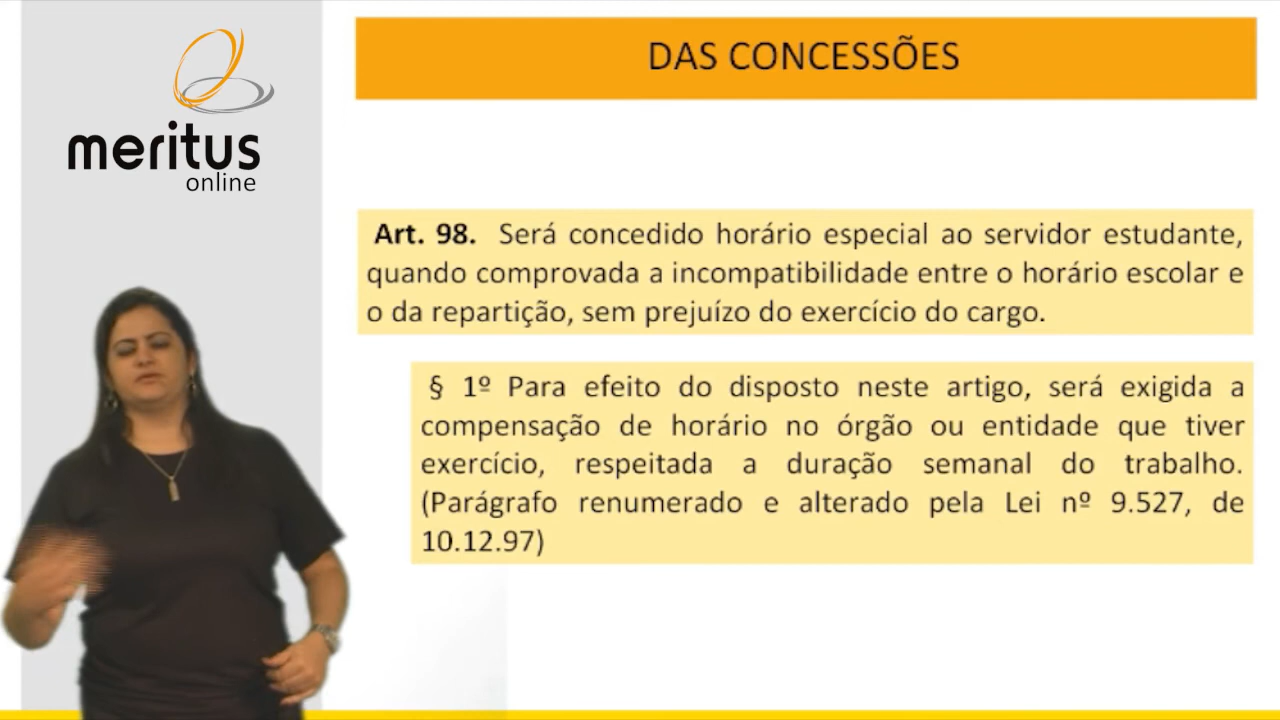 meritus
online
DAS CONCESSÕES
Art. 98. Será concedido horário especial ao servidor estudante,
quando comprovada a incompatibilidade entre o horário escolar e
o da repartição, sem prejuízo do exercício do cargo.
§ 1º Para efeito do disposto neste artigo, será exigida a
compensação de horário no órgão ou entidade que tiver
exercício, respeitada a duração semanal do trabalho.
(Parágrafo renumerado e alterado pela Lei nº 9.527, de
10.12.97)